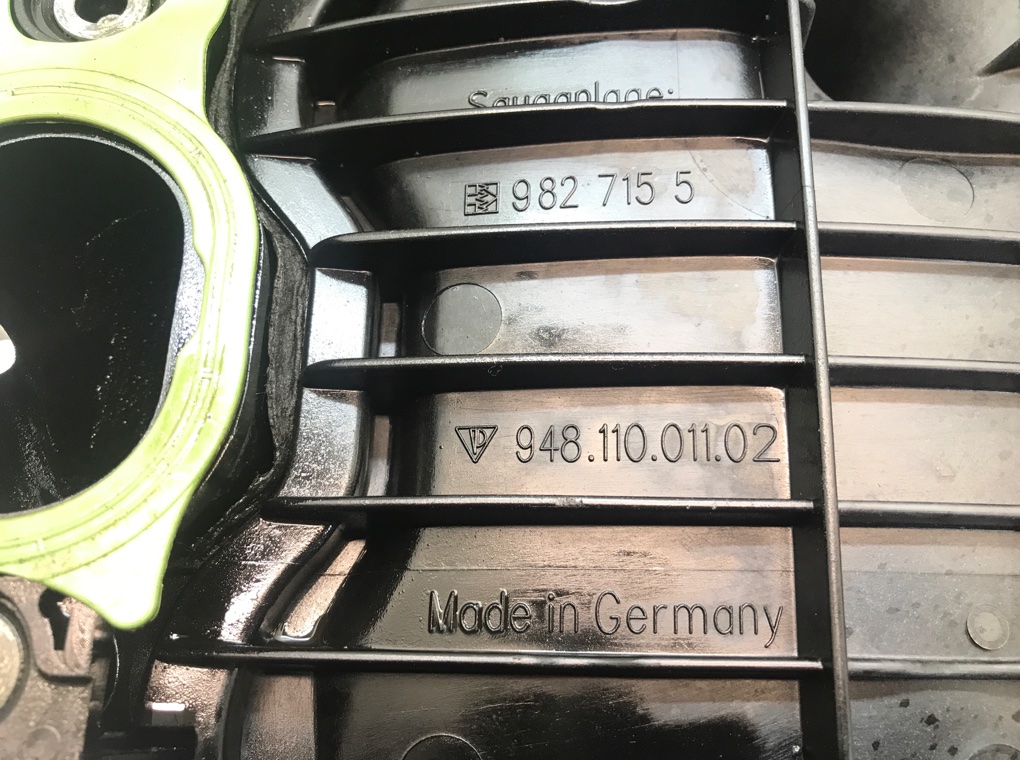 Sauganlage:
982 715 5
948.110.011.02
Made in Germany